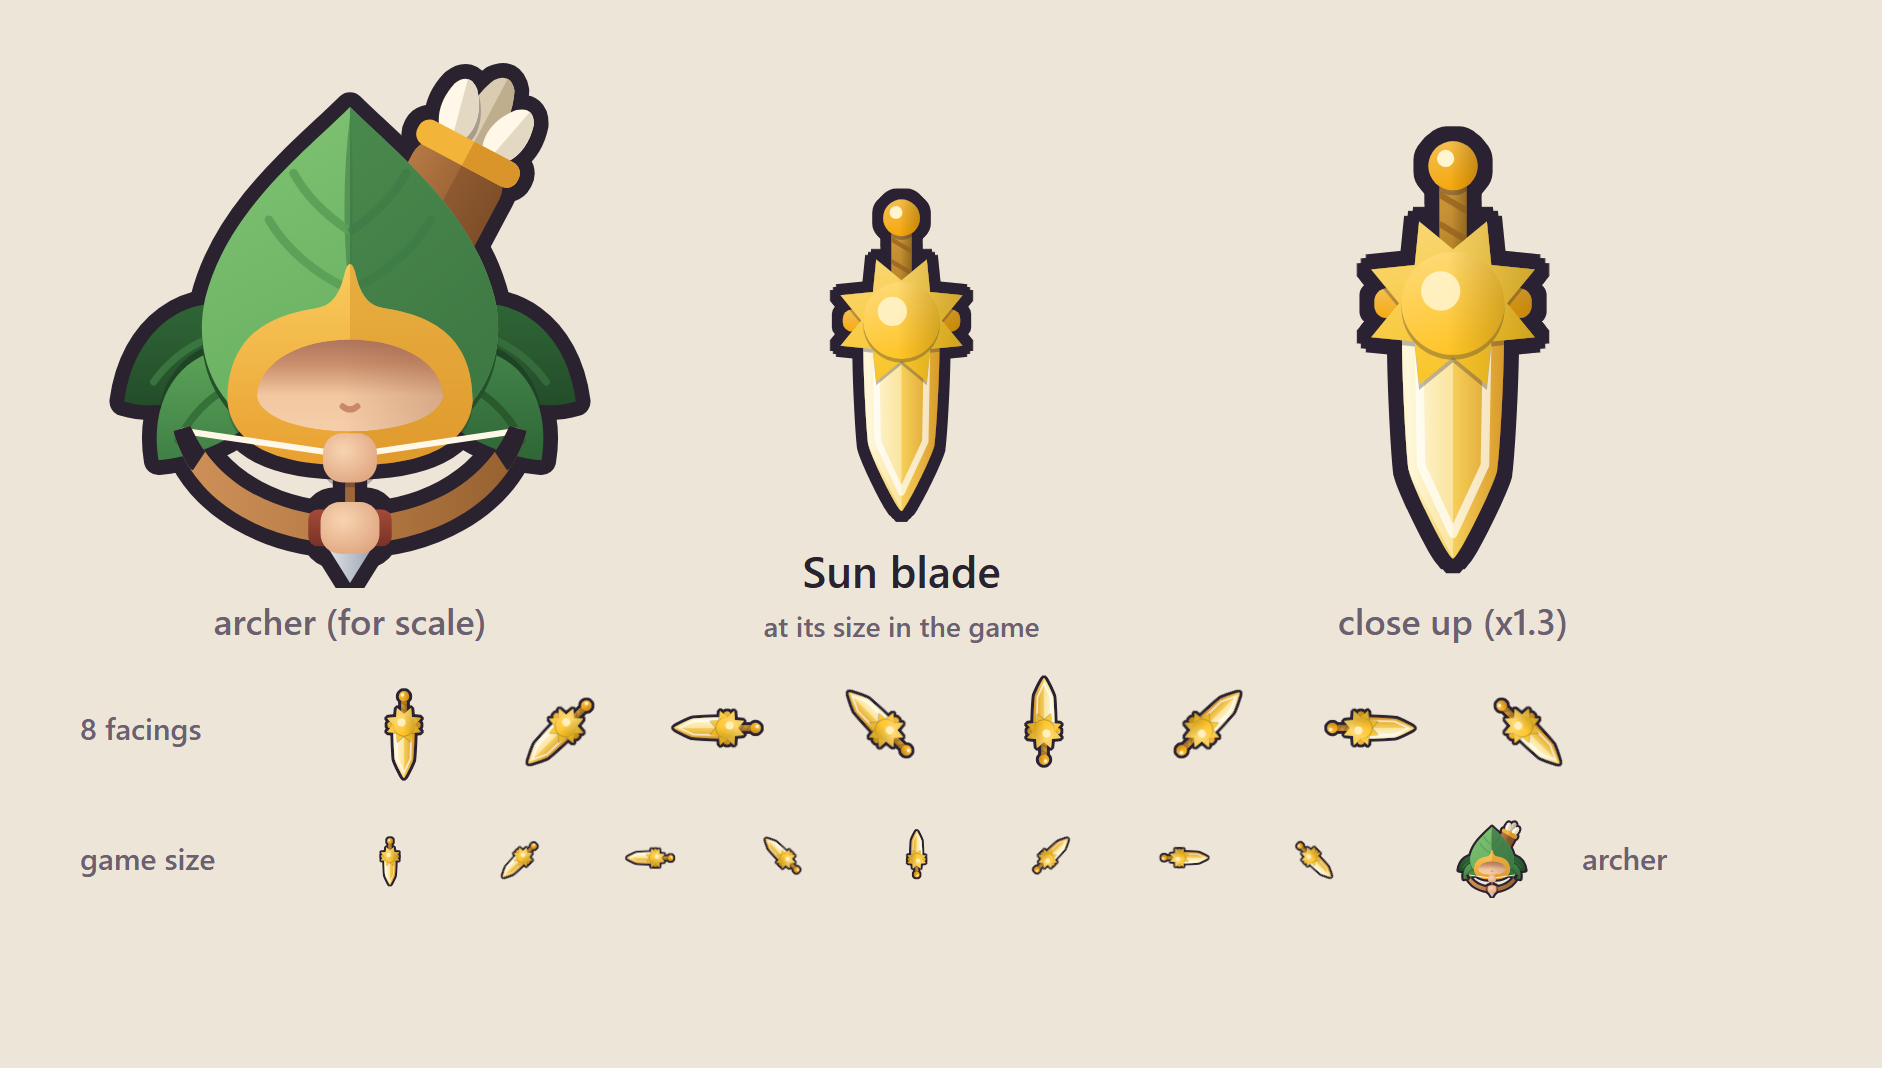 Sun blade
archer (for scale)
at its size in the game
close up (x1.3)
8 facings
game size
archer